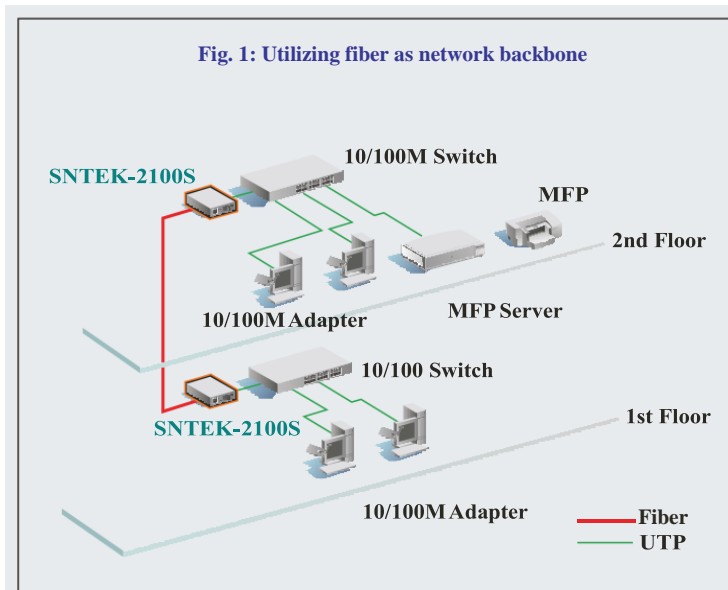 Fig. 1: Utilizing fiber as network backbone
10/100M Switch
SNTEK-2100S
MFP
2nd Floor
10/100M Adapter
MFP Server
10/100 Switch
SNTEK-2100S
1st Floor
10/100M Adapter
Fiber
UTP